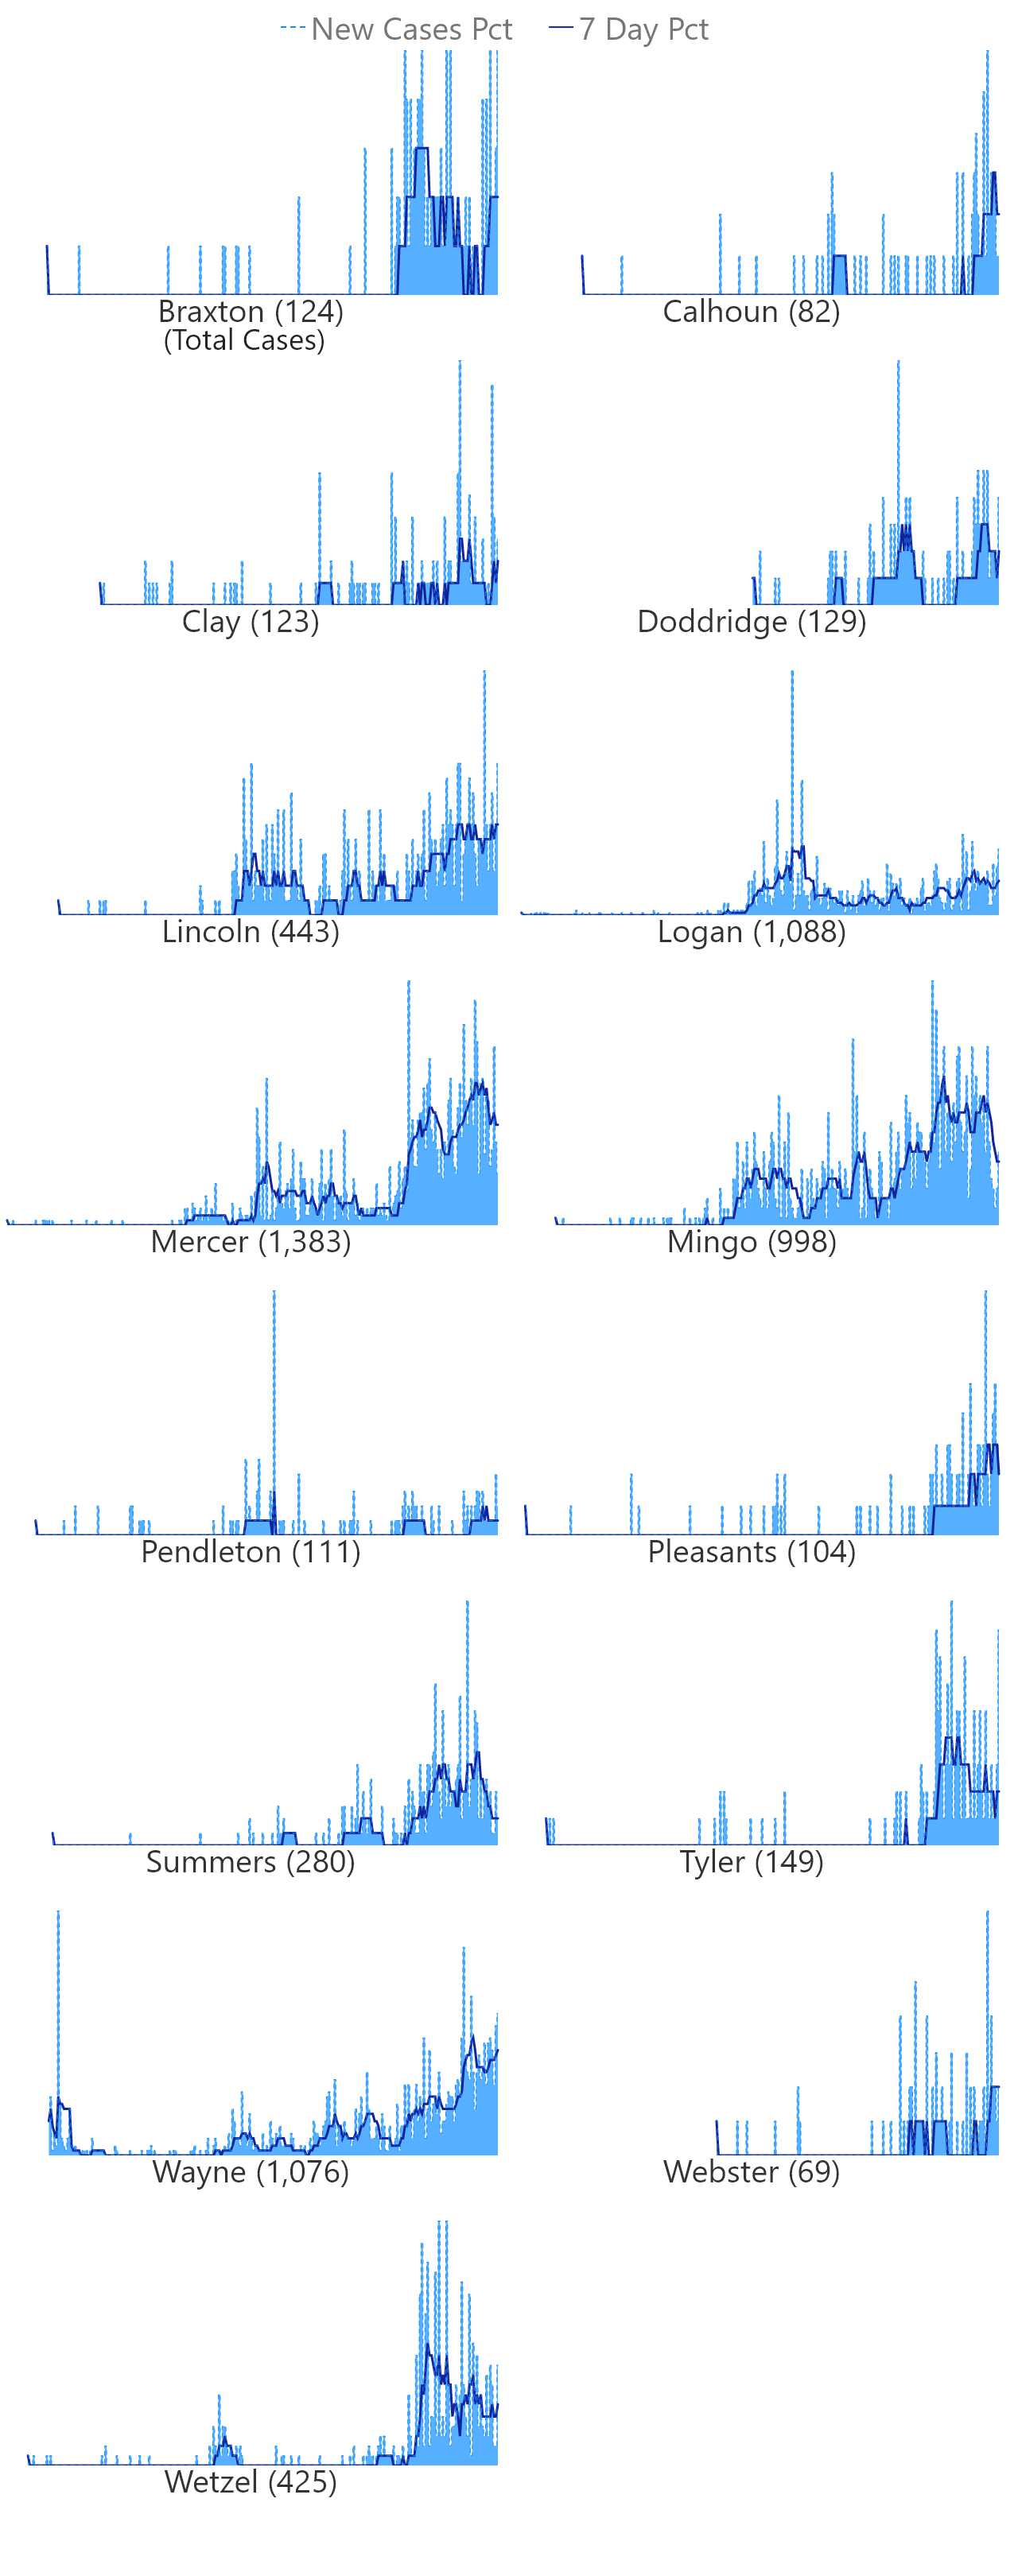 New Cases Pct 7 Day Pct
Braxton (124) Calhoun (82)
(Total Cases)
Clay (123) Doddridge (129)
Lincoln (443) Logan (1,088)
Mercer (1,383) Mingo (998)
Pendleton (111) Pleasants (104)
Summers (280) Tyler (149)
Wayne (1,076) Webster (69)
Wetzel (425)